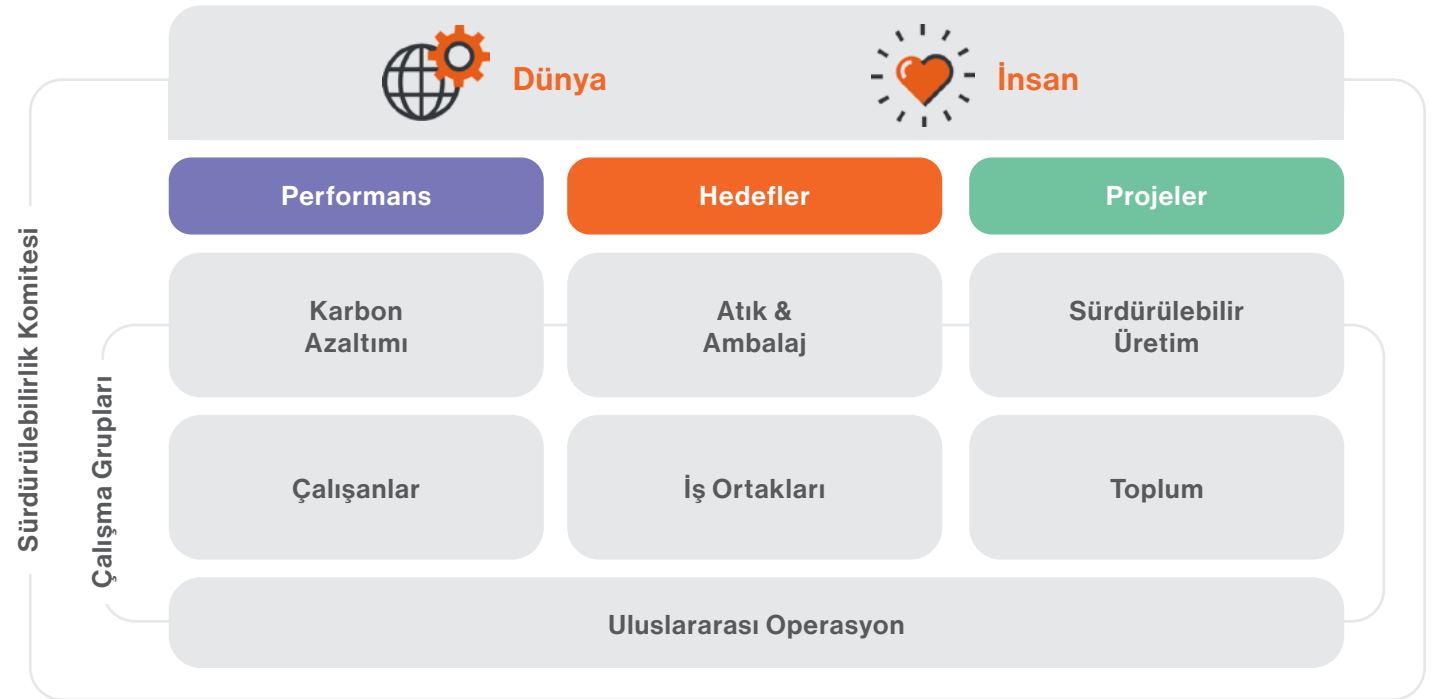 Dünya
İnsan
Performans
Hedefler
Projeler
Sürdürülebilirlik Komitesi
Çalışma Grupları
Karbon
Azaltımı
Atık &
Ambalaj
Sürdürülebilir
Üretim
Çalışanlar
İş Ortakları
Toplum
Uluslararası Operasyon